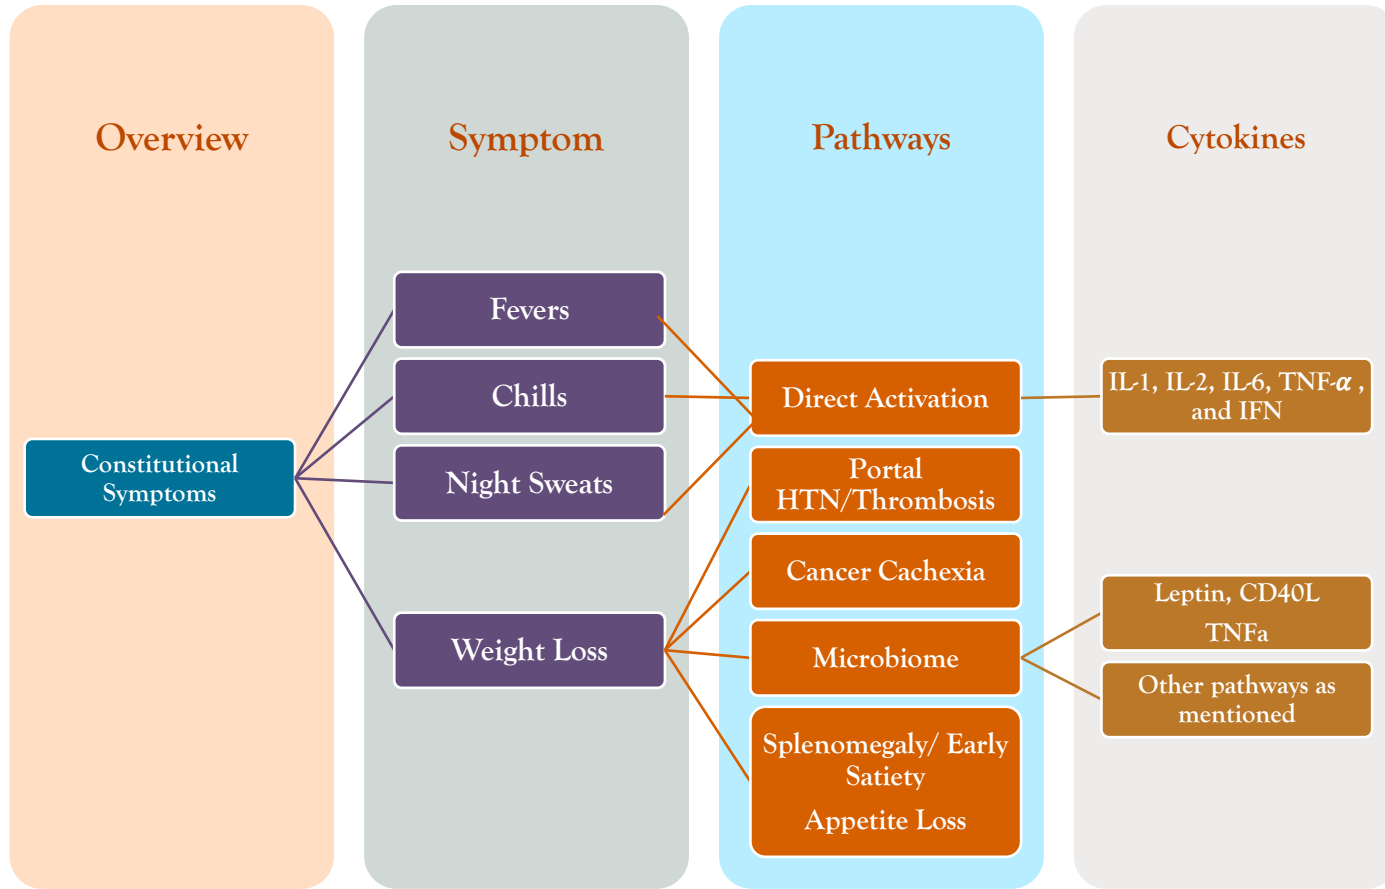 Overview
Symptom
Pathways
Cytokines
Constitutional
Symptoms
Fevers
Chills
Night Sweats
Weight Loss
Direct Activation
Portal
HTN/Thrombosis
Cancer Cachexia
Microbiome
Splenomegaly/ Early
Satiety
Appetite Loss
IL-1, IL-2, IL-6, TNF-α ,
and IFN
Leptin, CD40L
TNFa
Other pathways as
mentioned